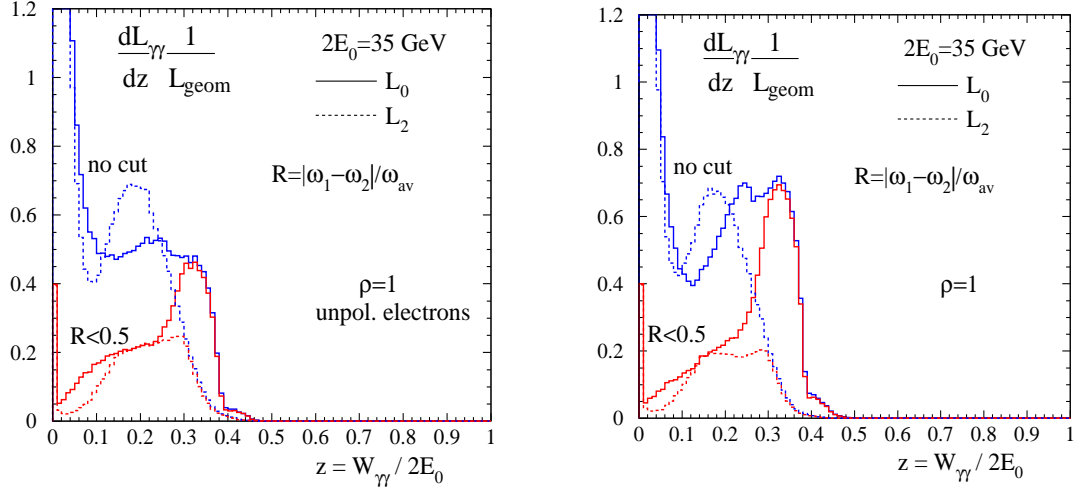 1.2
dL_γγ 1
dz L_geom
2E_0=35 GeV
L_0
L_2
1
0.8
no cut
R=|ω_1−ω_2|/ω_av
0.6
0.4
ρ=1
unpol. electrons
R<0.5
0.2
0
0 0.1 0.2 0.3 0.4 0.5 0.6 0.7 0.8 0.9 1
z = W_γγ / 2E_0
1.2
dL_γγ 1
dz L_geom
2E_0=35 GeV
L_0
L_2
1
0.8
no cut
R=|ω_1−ω_2|/ω_av
0.6
0.4
ρ=1
R<0.5
0.2
0
0 0.1 0.2 0.3 0.4 0.5 0.6 0.7 0.8 0.9 1
z = W_γγ / 2E_0